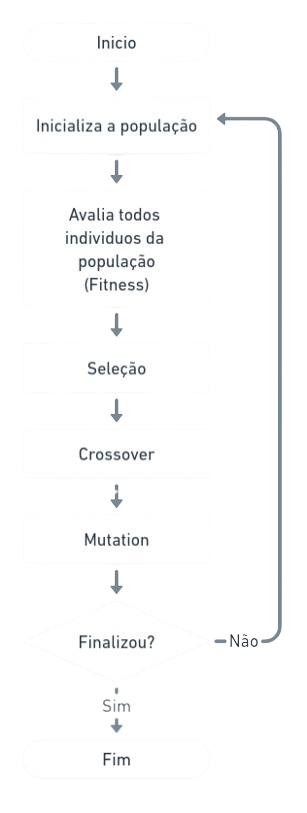 Inicio
Inicializa a população
Avalia todos
individuos da
população
(Fitness)
Seleção
Crossover
Mutation
Finalizou?
Não
Sim
Fim